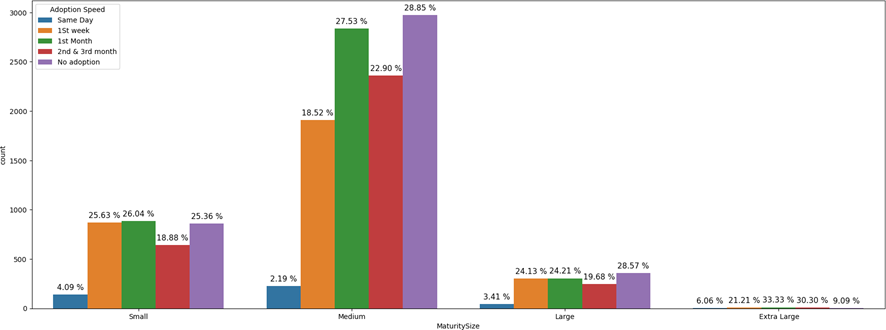 Adoption Speed
Same Day
1St week
1st Month
2nd & 3rd month
No adoption
3000
2500
2000
1500
1000
500
0
count
4.09 %
25.63 %
26.04 %
18.88 %
25.36 %
2.19 %
18.52 %
27.53 %
22.90 %
28.85 %
3.41 %
24.13 %
24.21 %
19.68 %
28.57 %
6.06 %
21.21 %
33.33 %
30.30 %
9.09 %
Small
Medium
Large
Extra Large
MaturitySize